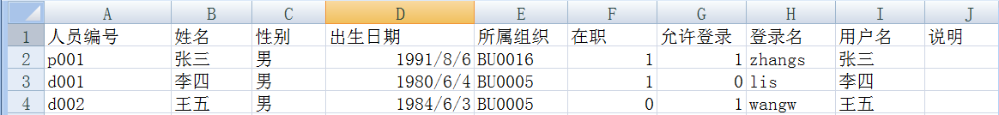 A B C D E F G H I J
1 人员编号 姓名 性别 出生日期 所属组织 在职 允许登录 登录名 用户名 说明
2 p001 张三 男 1991/8/6 BU0016 1 1 zhangs 张三
3 d001 李四 男 1980/6/4 BU0005 1 0 lis 李四
4 d002 王五 男 1984/6/3 BU0005 0 1 wangw 王五